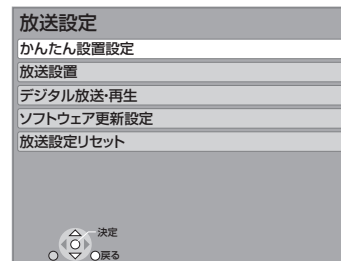 放送設定
かんたん設置設定
放送設置
デジタル放送・再生
ソフトウェア更新設定
放送設定リセット
決定
戻る